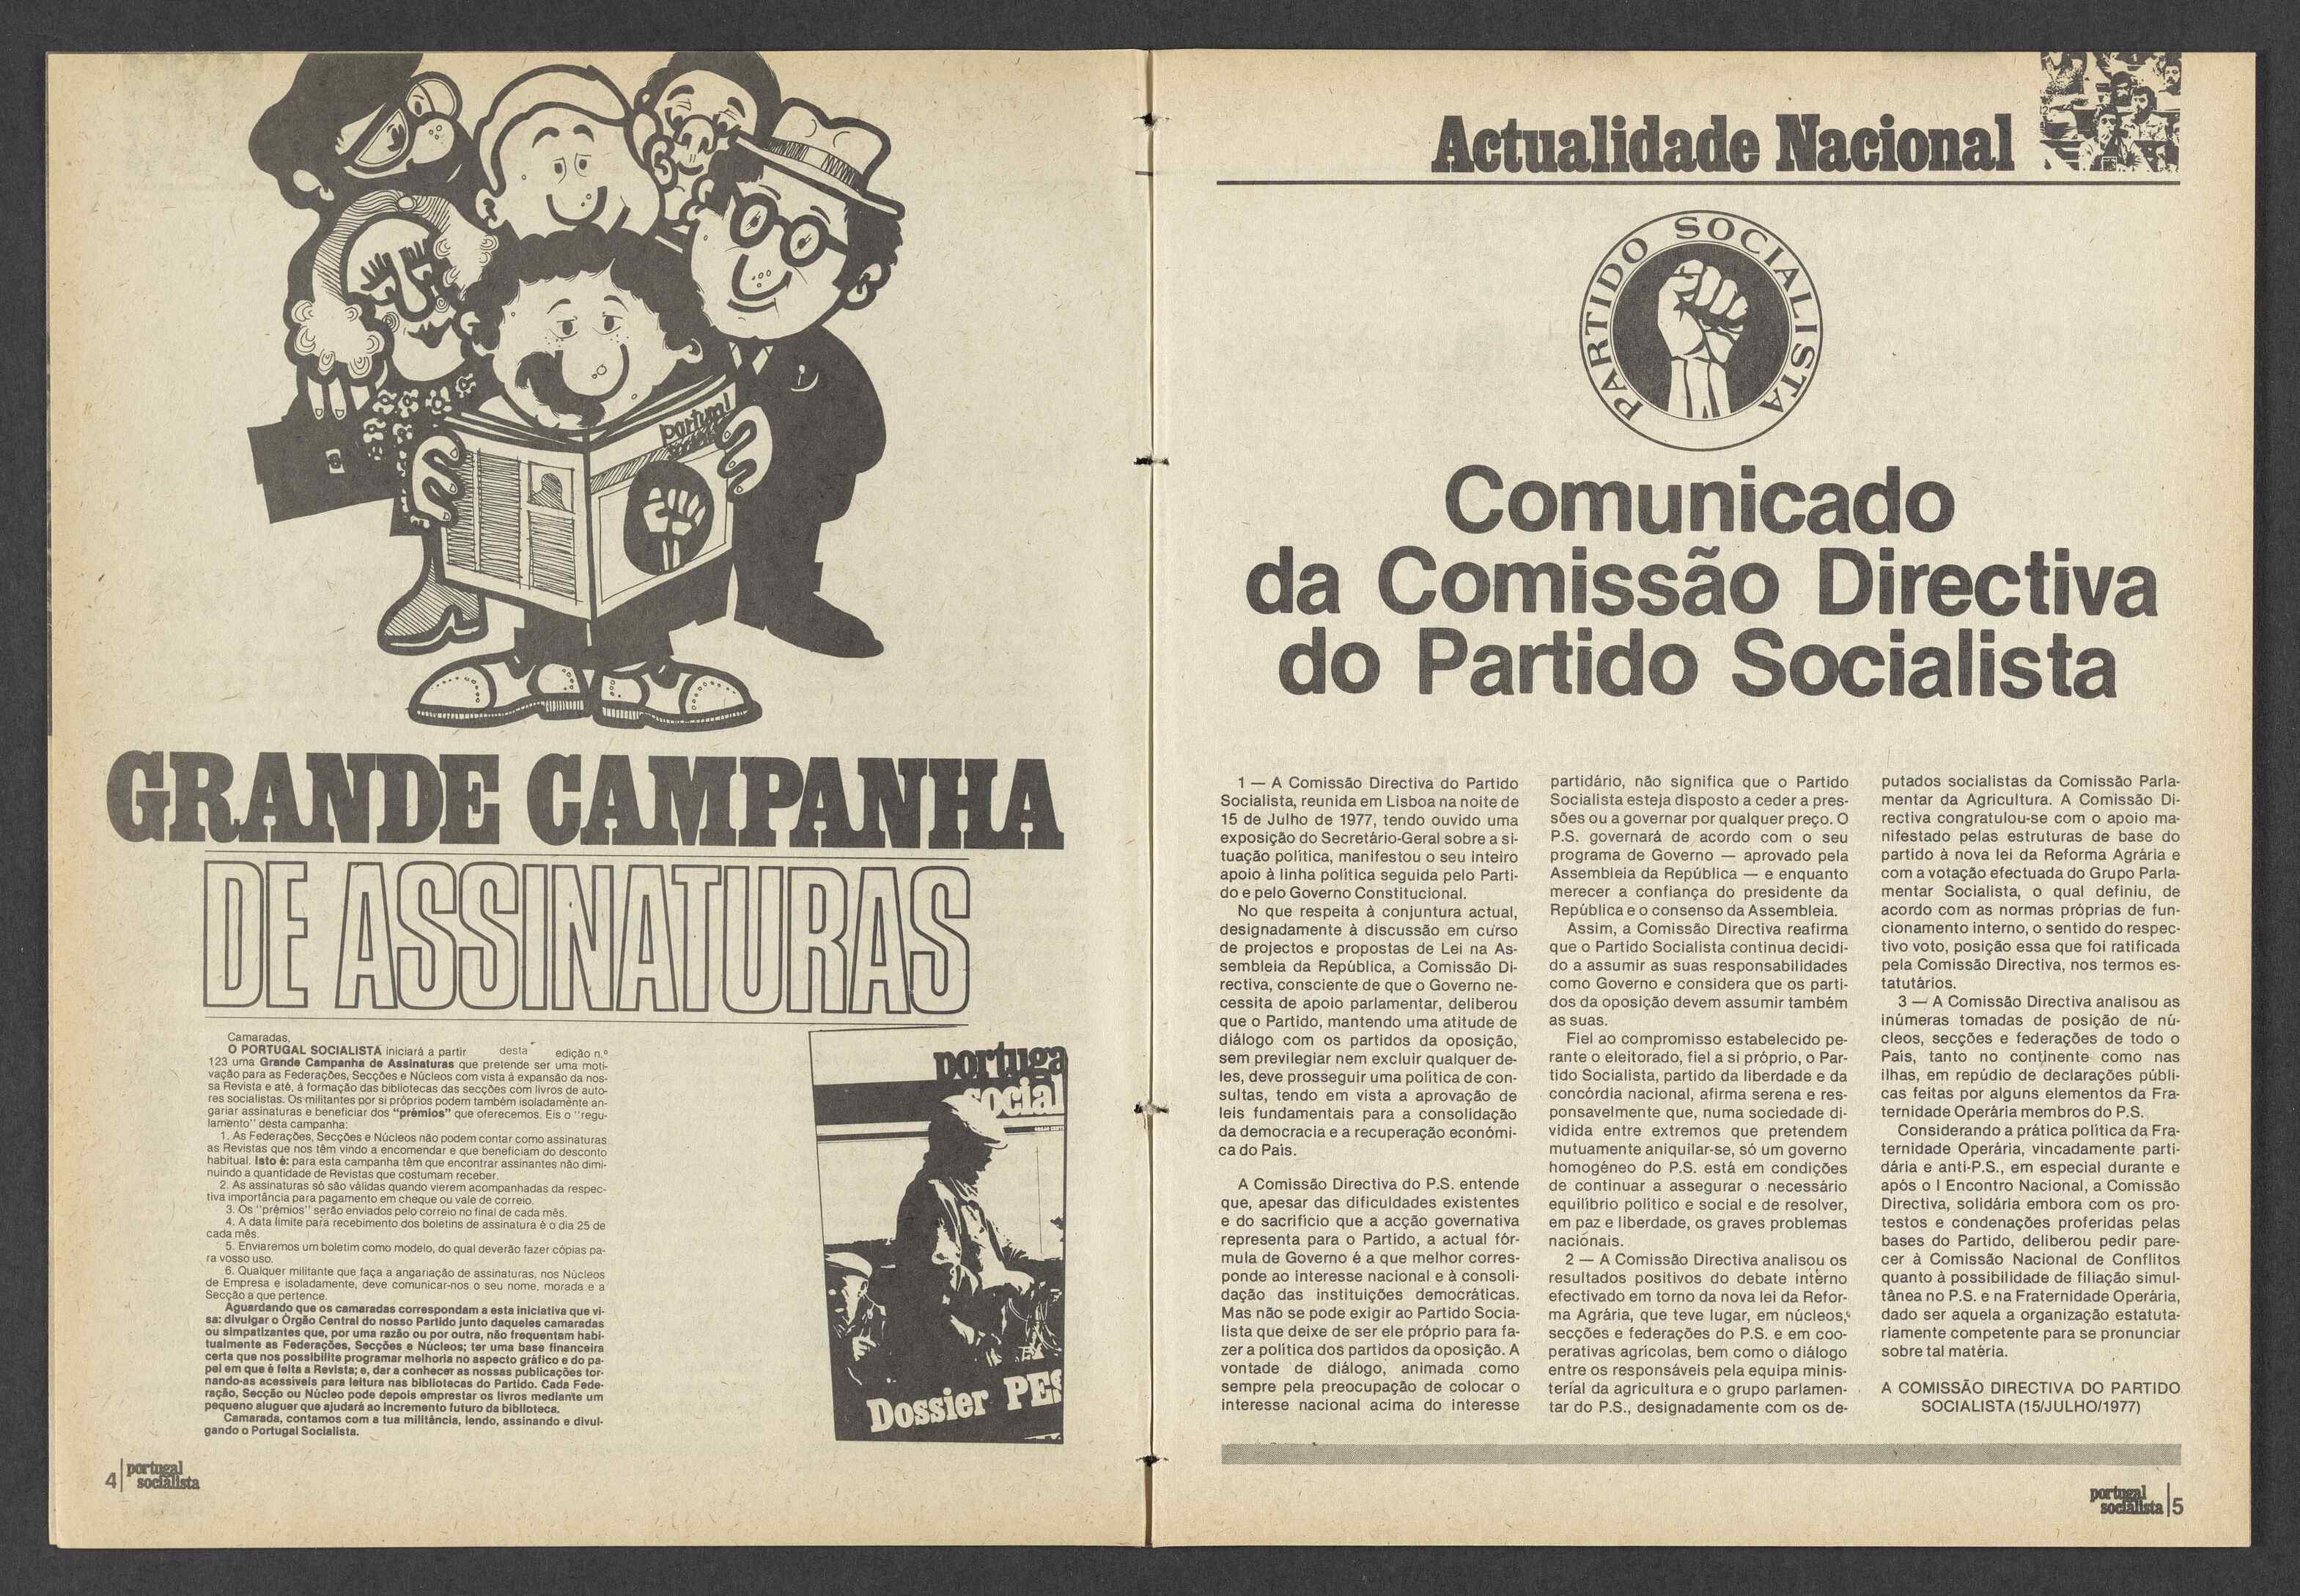 portugal
GRANDE CAMPANHA
DE ASSINATURAS
Camaradas,
O PORTUGAL SOCIALISTA iniciará a partir desta edição n.º
123 uma Grande Campanha de Assinaturas que pretende ser uma moti-
vação para as Federações, Secções e Núcleos com vista à expansão da nos-
sa Revista e até, à formação das bibliotecas das secções com livros de auto-
res socialistas. Os militantes por si próprios podem também isoladamente an-
gariar assinaturas e beneficiar dos "prémios" que oferecemos. Eis o "regu-
lamento" desta campanha:
1. As Federações, Secções e Núcleos não podem contar como assinaturas
as Revistas que nos têm vindo a encomendar e que beneficiam do desconto
habitual. Isto é: para esta campanha têm que encontrar assinantes não dimi-
nuindo a quantidade de Revistas que costumam receber.
2. As assinaturas só são válidas quando vierem acompanhadas da respec-
tiva importância para pagamento em cheque ou vale de correio.
3. Os "prémios" serão enviados pelo correio no final de cada mês.
4. A data limite para recebimento dos boletins de assinatura é o dia 25 de
cada mês.
5. Enviaremos um boletim como modelo, do qual deverão fazer cópias pa-
ra vosso uso.
6. Qualquer militante que faça a angariação de assinaturas, nos Núcleos
de Empresa e isoladamente, deve comunicar-nos o seu nome, morada e a
Secção a que pertence.
Aguardando que os camaradas correspondam a esta iniciativa que vi-
sa: divulgar o Órgão Central do nosso Partido junto daqueles camaradas
ou simpatizantes que, por uma razão ou por outra, não frequentam habi-
tualmente as Federações, Secções e Núcleos; ter uma base financeira
certa que nos possibilite programar melhoria no aspecto gráfico e do pa-
pel em que é feita a Revista; e, dar a conhecer as nossas publicações tor-
nando-as acessíveis para leitura nas bibliotecas do Partido. Cada Fede-
ração, Secção ou Núcleo pode depois emprestar os livros mediante um
pequeno aluguer que ajudará ao incremento futuro da biblioteca.
Camarada, contamos com a tua militância, lendo, assinando e divul-
gando o Portugal Socialista.
portuga
social
Dossier PES
4 portugal
socialista
Actualidade Nacional
PARTIDO SOCIALISTA
Comunicado
da Comissão Directiva
do Partido Socialista
1 — A Comissão Directiva do Partido
Socialista, reunida em Lisboa na noite de
15 de Julho de 1977, tendo ouvido uma
exposição do Secretário-Geral sobre a si-
tuação política, manifestou o seu inteiro
apoio à linha política seguida pelo Parti-
do e pelo Governo Constitucional.
No que respeita à conjuntura actual,
designadamente à discussão em curso
de projectos e propostas de Lei na As-
sembleia da República, a Comissão Di-
rectiva, consciente de que o Governo ne-
cessita de apoio parlamentar, deliberou
que o Partido, mantendo uma atitude de
diálogo com os partidos da oposição,
sem previlegiar nem excluir qualquer de-
les, deve prosseguir uma política de con-
sultas, tendo em vista a aprovação de
leis fundamentais para a consolidação
da democracia e a recuperação económi-
ca do País.
A Comissão Directiva do P.S. entende
que, apesar das dificuldades existentes
e do sacrifício que a acção governativa
representa para o Partido, a actual fór-
mula de Governo é a que melhor corres-
ponde ao interesse nacional e à consoli-
dação das instituições democráticas.
Mas não se pode exigir ao Partido Socia-
lista que deixe de ser ele próprio para fa-
zer a política dos partidos da oposição. A
vontade de diálogo, animada como
sempre pela preocupação de colocar o
interesse nacional acima do interesse
partidário, não significa que o Partido
Socialista esteja disposto a ceder a pres-
sões ou a governar por qualquer preço. O
P.S. governará de acordo com o seu
programa de Governo — aprovado pela
Assembleia da República — e enquanto
merecer a confiança do presidente da
República e o consenso da Assembleia.
Assim, a Comissão Directiva reafirma
que o Partido Socialista continua decidi-
do a assumir as suas responsabilidades
como Governo e considera que os parti-
dos da oposição devem assumir também
as suas.
Fiel ao compromisso estabelecido pe-
rante o eleitorado, fiel a si próprio, o Par-
tido Socialista, partido da liberdade e da
concórdia nacional, afirma serena e res-
ponsavelmente que, numa sociedade di-
vidida entre extremos que pretendem
mutuamente aniquilar-se, só um governo
homogéneo do P.S. está em condições
de continuar a assegurar o necessário
equilíbrio político e social e de resolver,
em paz e liberdade, os graves problemas
nacionais.
2 — A Comissão Directiva analisou os
resultados positivos do debate interno
efectivado em torno da nova lei da Refor-
ma Agrária, que teve lugar, em núcleos,
secções e federações do P.S. e em coo-
perativas agrícolas, bem como o diálogo
entre os responsáveis pela equipa minis-
terial da agricultura e o grupo parlamen-
tar do P.S., designadamente com os de-
putados socialistas da Comissão Parla-
mentar da Agricultura. A Comissão Di-
rectiva congratulou-se com o apoio ma-
nifestado pelas estruturas de base do
partido à nova lei da Reforma Agrária e
com a votação efectuada do Grupo Parla-
mentar Socialista, o qual definiu, de
acordo com as normas próprias de fun-
cionamento interno, o sentido do respec-
tivo voto, posição essa que foi ratificada
pela Comissão Directiva, nos termos es-
tatutários.
3 — A Comissão Directiva analisou as
inúmeras tomadas de posição de nú-
cleos, secções e federações de todo o
País, tanto no continente como nas
ilhas, em repúdio de declarações públi-
cas feitas por alguns elementos da Fra-
ternidade Operária membros do P.S.
Considerando a prática política da Fra-
ternidade Operária, vincadamente parti-
dária e anti-P.S., em especial durante e
após o I Encontro Nacional, a Comissão
Directiva, solidária embora com os pro-
testos e condenações proferidas pelas
bases do Partido, deliberou pedir pare-
cer à Comissão Nacional de Conflitos
quanto à possibilidade de filiação simul-
tânea no P.S. e na Fraternidade Operária,
dado ser aquela a organização estatuta-
riamente competente para se pronunciar
sobre tal matéria.
A COMISSÃO DIRECTIVA DO PARTIDO
SOCIALISTA (15/JULHO/1977)
portugal
socialista 5